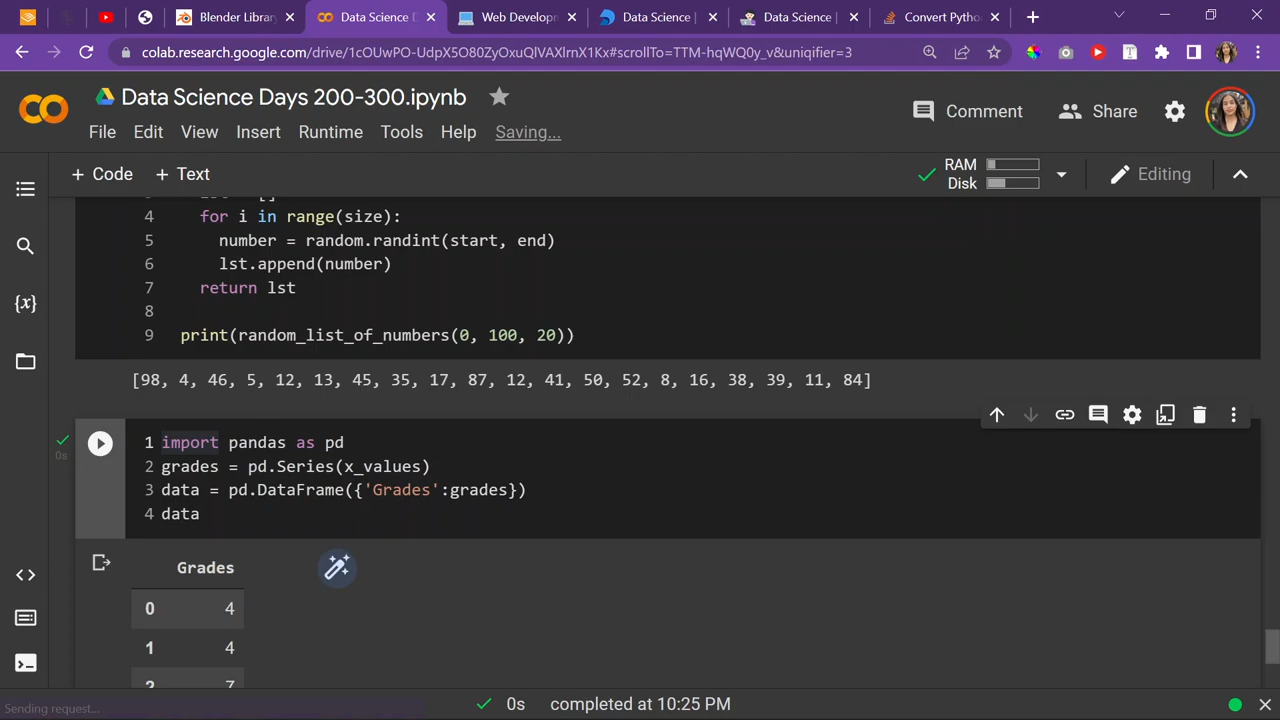 Blender Library
Data Science D
Web Developm
Data Science |
Data Science |
Convert Pytho
colab.research.google.com/drive/1cOUwPO-UdpX5O80ZyOxuQlVAXIrnX1Kx#scrollTo=TTM-hqWQ0y_v&uniqifier=3
Data Science Days 200-300.ipynb
Comment
Share
File Edit View Insert Runtime Tools Help Saving...
+ Code + Text
RAM
Disk
Editing
4 for i in range(size):
5 number = random.randint(start, end)
6 lst.append(number)
7 return lst
8
9 print(random_list_of_numbers(0, 100, 20))
[98, 4, 46, 5, 12, 13, 45, 35, 17, 87, 12, 41, 50, 52, 8, 16, 38, 39, 11, 84]
0s
1 import pandas as pd
2 grades = pd.Series(x_values)
3 data = pd.DataFrame({'Grades':grades})
4 data
Grades
0 4
1 4
2 7
Sending request...
0s completed at 10:25 PM